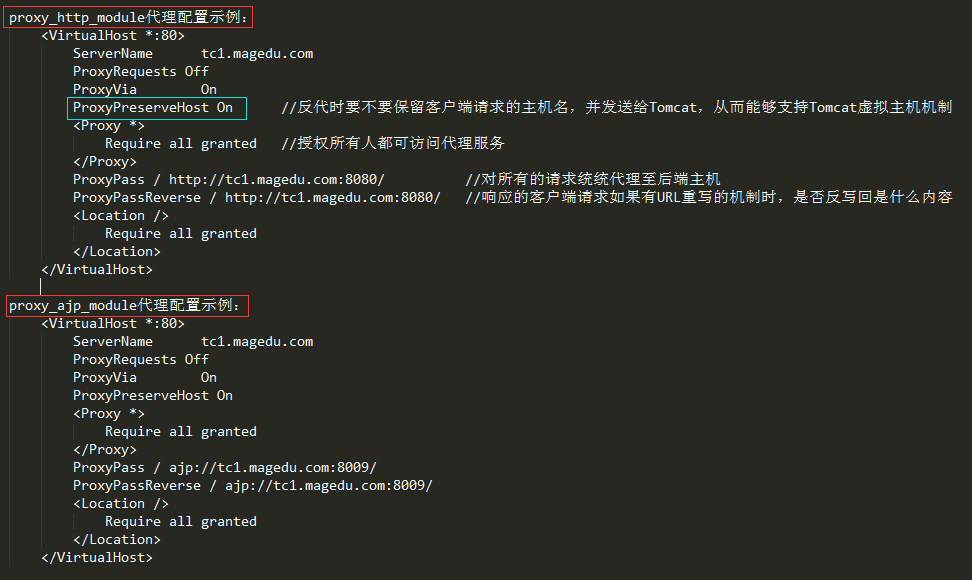 proxy_http_module代理配置示例：
<VirtualHost *:80>
ServerName      tc1.magedu.com
ProxyRequests Off
ProxyVia        On
ProxyPreserveHost On      //反代时要不要保留客户端请求的主机名，并发送给Tomcat，从而能够支持Tomcat虚拟主机机制
<Proxy *>
Require all granted   //授权所有人都可访问代理服务
</Proxy>
ProxyPass / http://tc1.magedu.com:8080/          //对所有的请求统统代理至后端主机
ProxyPassReverse / http://tc1.magedu.com:8080/   //响应的客户端请求如果有URL重写的机制时，是否反写回是什么内容
<Location />
Require all granted
</Location>
</VirtualHost>
proxy_ajp_module代理配置示例：
<VirtualHost *:80>
ServerName      tc1.magedu.com
ProxyRequests Off
ProxyVia        On
ProxyPreserveHost On
<Proxy *>
Require all granted
</Proxy>
ProxyPass / ajp://tc1.magedu.com:8009/
ProxyPassReverse / ajp://tc1.magedu.com:8009/
<Location />
Require all granted
</Location>
</VirtualHost>